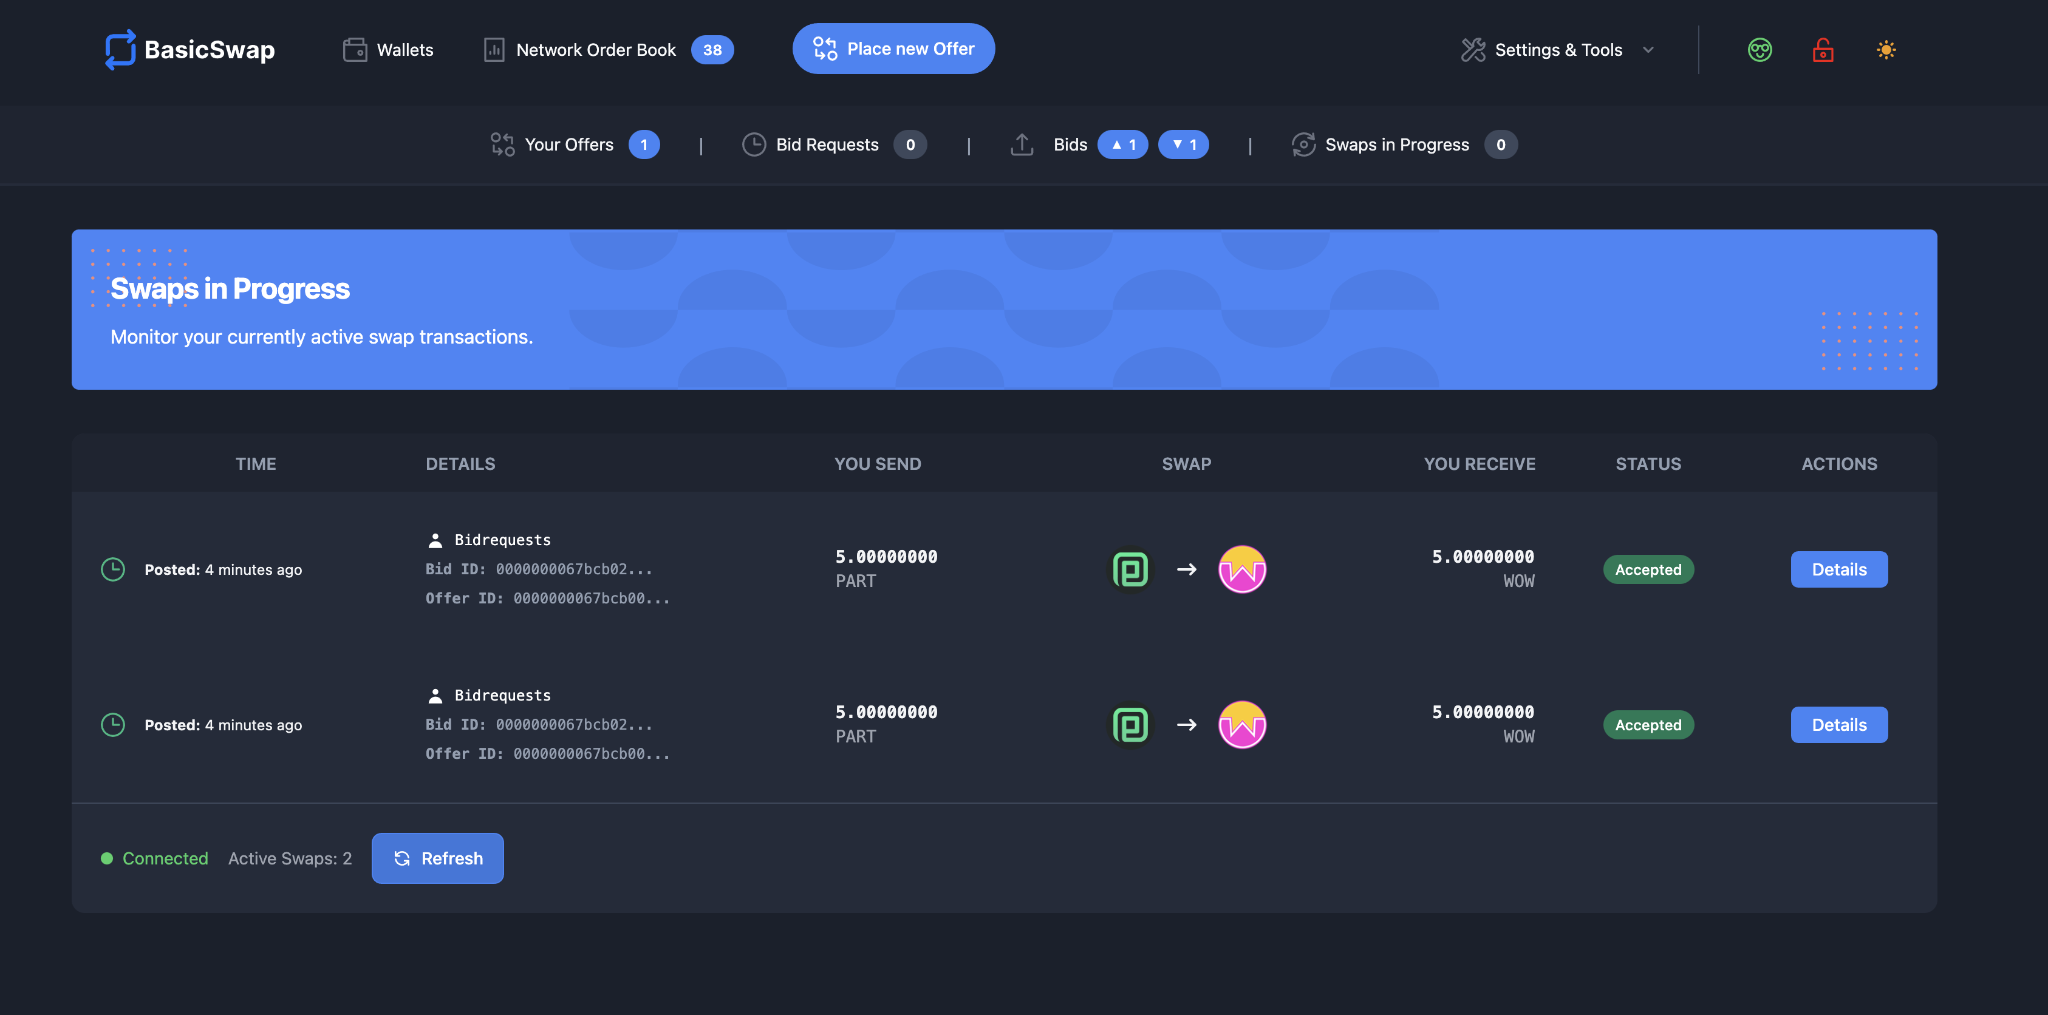 BasicSwap
Wallets
Network Order Book 38
Place new Offer
Settings & Tools
Your Offers 1 | Bid Requests 0 | Bids ▲ 1 ▼ 1 | Swaps in Progress 0
Swaps in Progress
Monitor your currently active swap transactions.
TIME DETAILS YOU SEND SWAP YOU RECEIVE STATUS ACTIONS
Bidrequests
Posted: 4 minutes ago
Bid ID: 0000000067bcb02...
Offer ID: 0000000067bcb00...
5.00000000
PART
5.00000000
WOW
Accepted
Details
Bidrequests
Posted: 4 minutes ago
Bid ID: 0000000067bcb02...
Offer ID: 0000000067bcb00...
5.00000000
PART
5.00000000
WOW
Accepted
Details
Connected Active Swaps: 2 Refresh